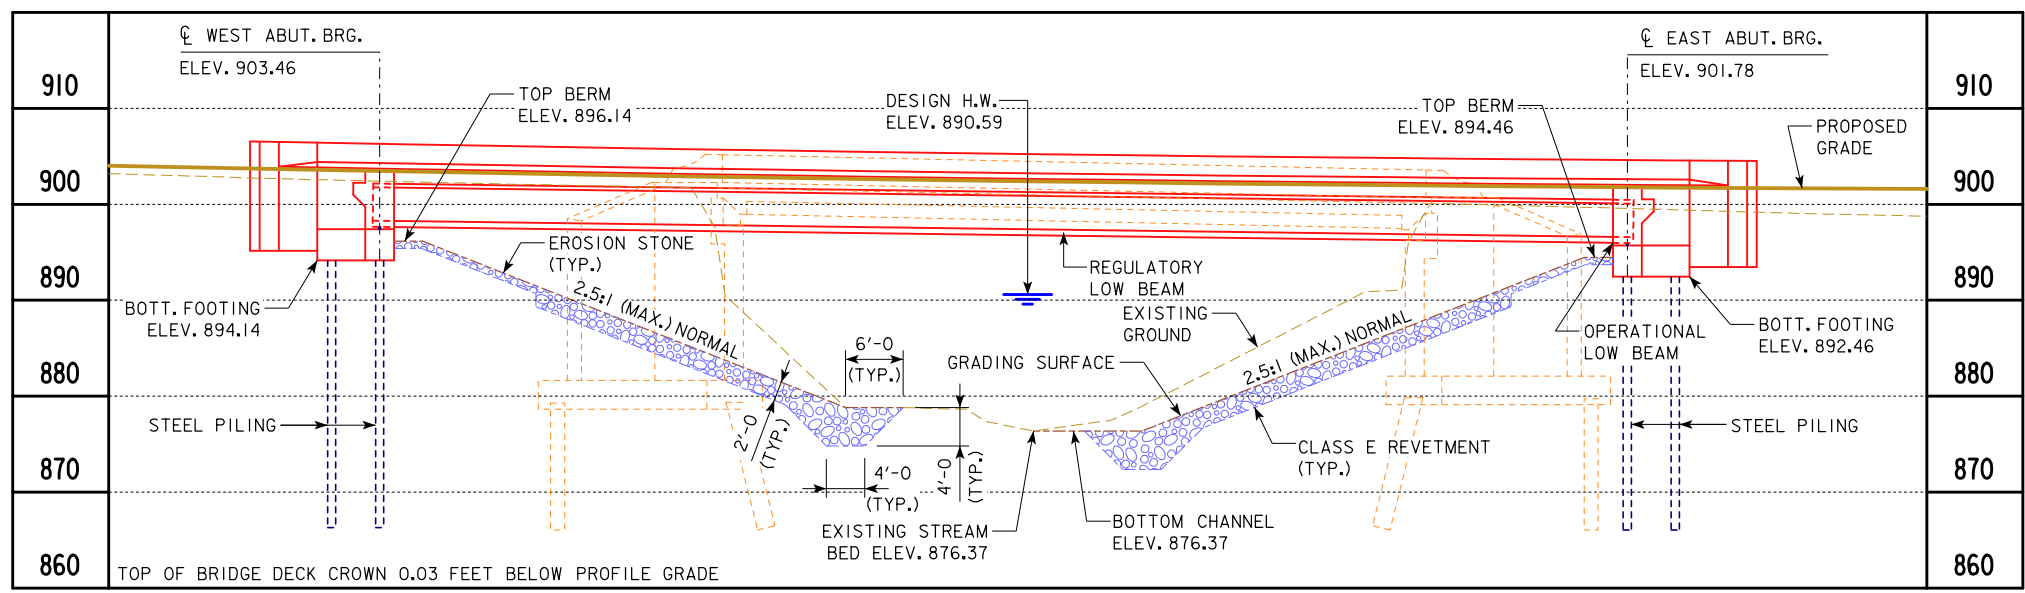 ℄ WEST ABUT. BRG.
ELEV. 903.46
℄ EAST ABUT. BRG.
ELEV. 901.78
910
900
890
880
870
860
910
900
890
880
870
860
TOP BERM
ELEV. 896.14
DESIGN H.W.
ELEV. 890.59
TOP BERM
ELEV. 894.46
PROPOSED
GRADE
EROSION STONE
(TYP.)
REGULATORY
LOW BEAM
EXISTING
GROUND
BOTT. FOOTING
ELEV. 894.14
2.5:1 (MAX.) NORMAL
2.5:1 (MAX.) NORMAL
OPERATIONAL
LOW BEAM
BOTT. FOOTING
ELEV. 892.46
6'-0
(TYP.)
GRADING SURFACE
STEEL PILING
2'-0
(TYP.)
4'-0
(TYP.)
4'-0
(TYP.)
CLASS E REVETMENT
(TYP.)
STEEL PILING
EXISTING STREAM
BED ELEV. 876.37
BOTTOM CHANNEL
ELEV. 876.37
TOP OF BRIDGE DECK CROWN 0.03 FEET BELOW PROFILE GRADE